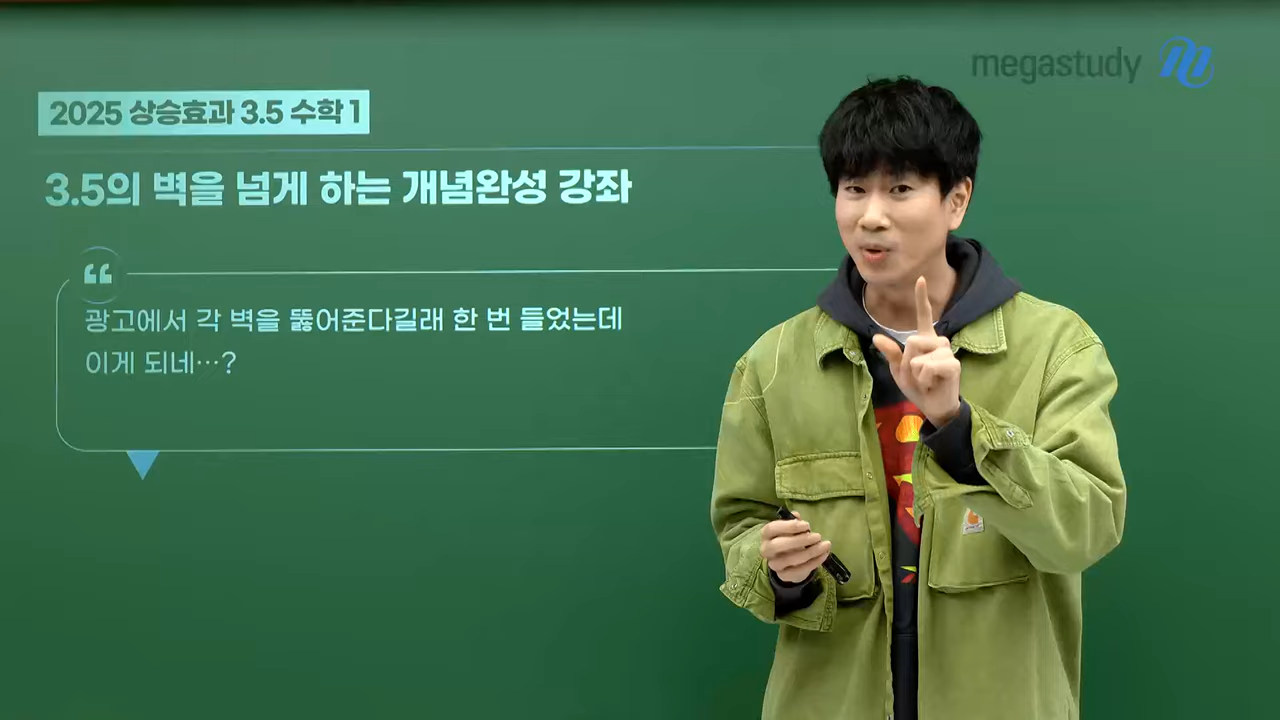 megastudy
2025 상승효과 3.5 수학 1
3.5의 벽을 넘게 하는 개념완성 강좌
광고에서 각 벽을 뚫어준다길래 한 번 들었는데
이게 되네…?